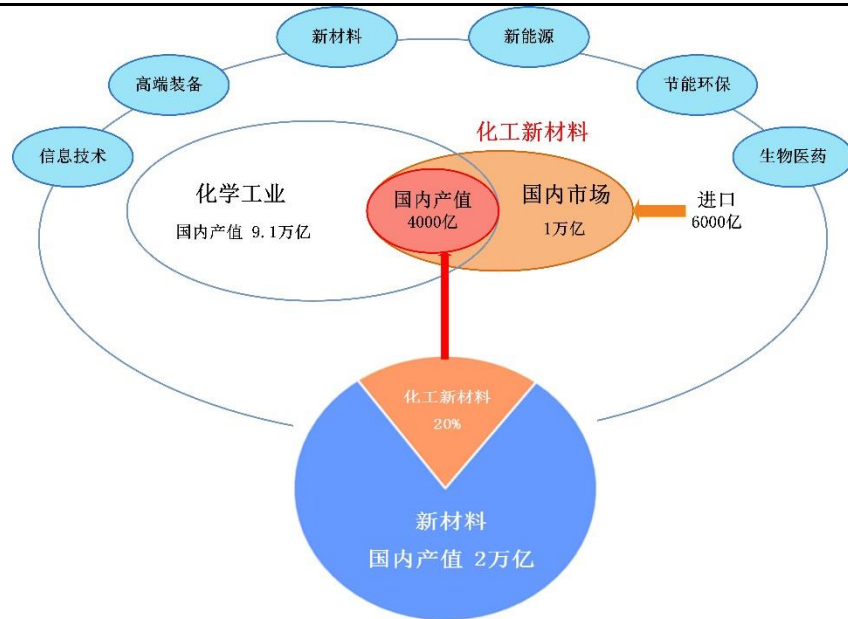 新材料
新能源
高端装备
节能环保
信息技术
生物医药
化工新材料
化学工业
国内产值 9.1万亿
国内产值
4000亿
国内市场
1万亿
进口
6000亿
化工新材料
20%
新材料
国内产值 2万亿